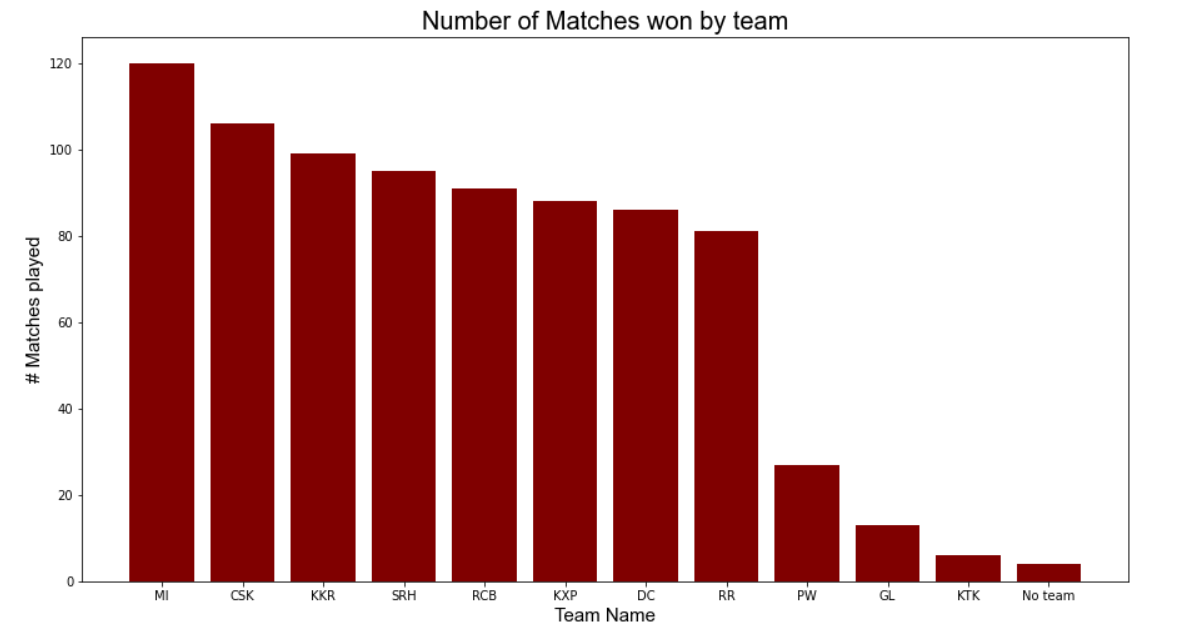 Number of Matches won by team
# Matches played
120
100
80
60
40
20
0
MI CSK KKR SRH RCB KXP DC RR PW GL KTK No team
Team Name